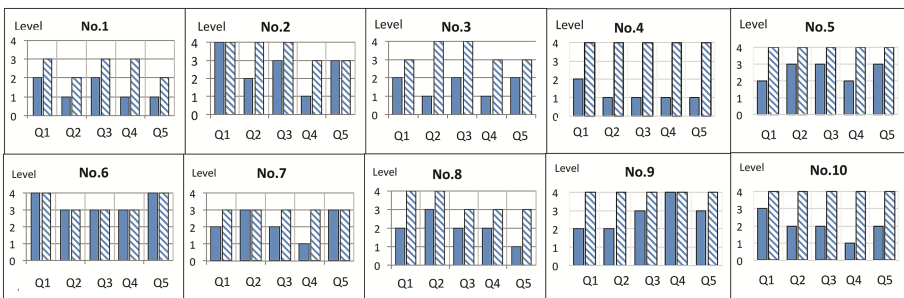 Level No.1
4
3
2
1
0
Q1 Q2 Q3 Q4 Q5
Level No.2
4
3
2
1
0
Q1 Q2 Q3 Q4 Q5
Level No.3
4
3
2
1
0
Q1 Q2 Q3 Q4 Q5
Level No.4
4
3
2
1
0
Q1 Q2 Q3 Q4 Q5
Level No.5
4
3
2
1
0
Q1 Q2 Q3 Q4 Q5
Level No.6
4
3
2
1
0
Q1 Q2 Q3 Q4 Q5
Level No.7
4
3
2
1
0
Q1 Q2 Q3 Q4 Q5
Level No.8
4
3
2
1
0
Q1 Q2 Q3 Q4 Q5
Level No.9
4
3
2
1
0
Q1 Q2 Q3 Q4 Q5
Level No.10
4
3
2
1
0
Q1 Q2 Q3 Q4 Q5